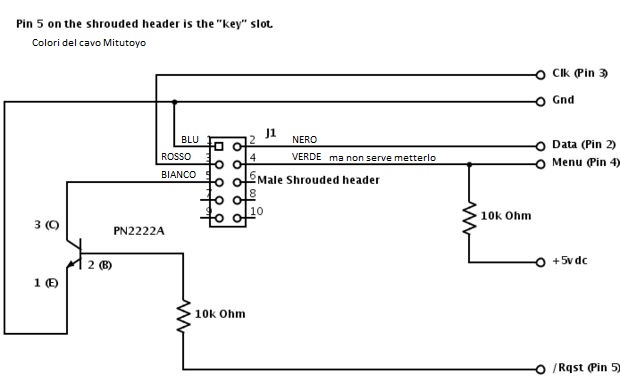 Pin 5 on the shrouded header is the "key" slot.
Colori del cavo Mitutoyo
Clk (Pin 3)
Gnd
J1
BLU 1 2 NERO
Data (Pin 2)
ROSSO 3 4 VERDE ma non serve metterlo
Menu (Pin 4)
BIANCO 5 6 Male Shrouded header
7 8
9 10
10k Ohm
3 (C)
PN2222A
2 (B)
+5vdc
1 (E)
10k Ohm
/Rqst (Pin 5)